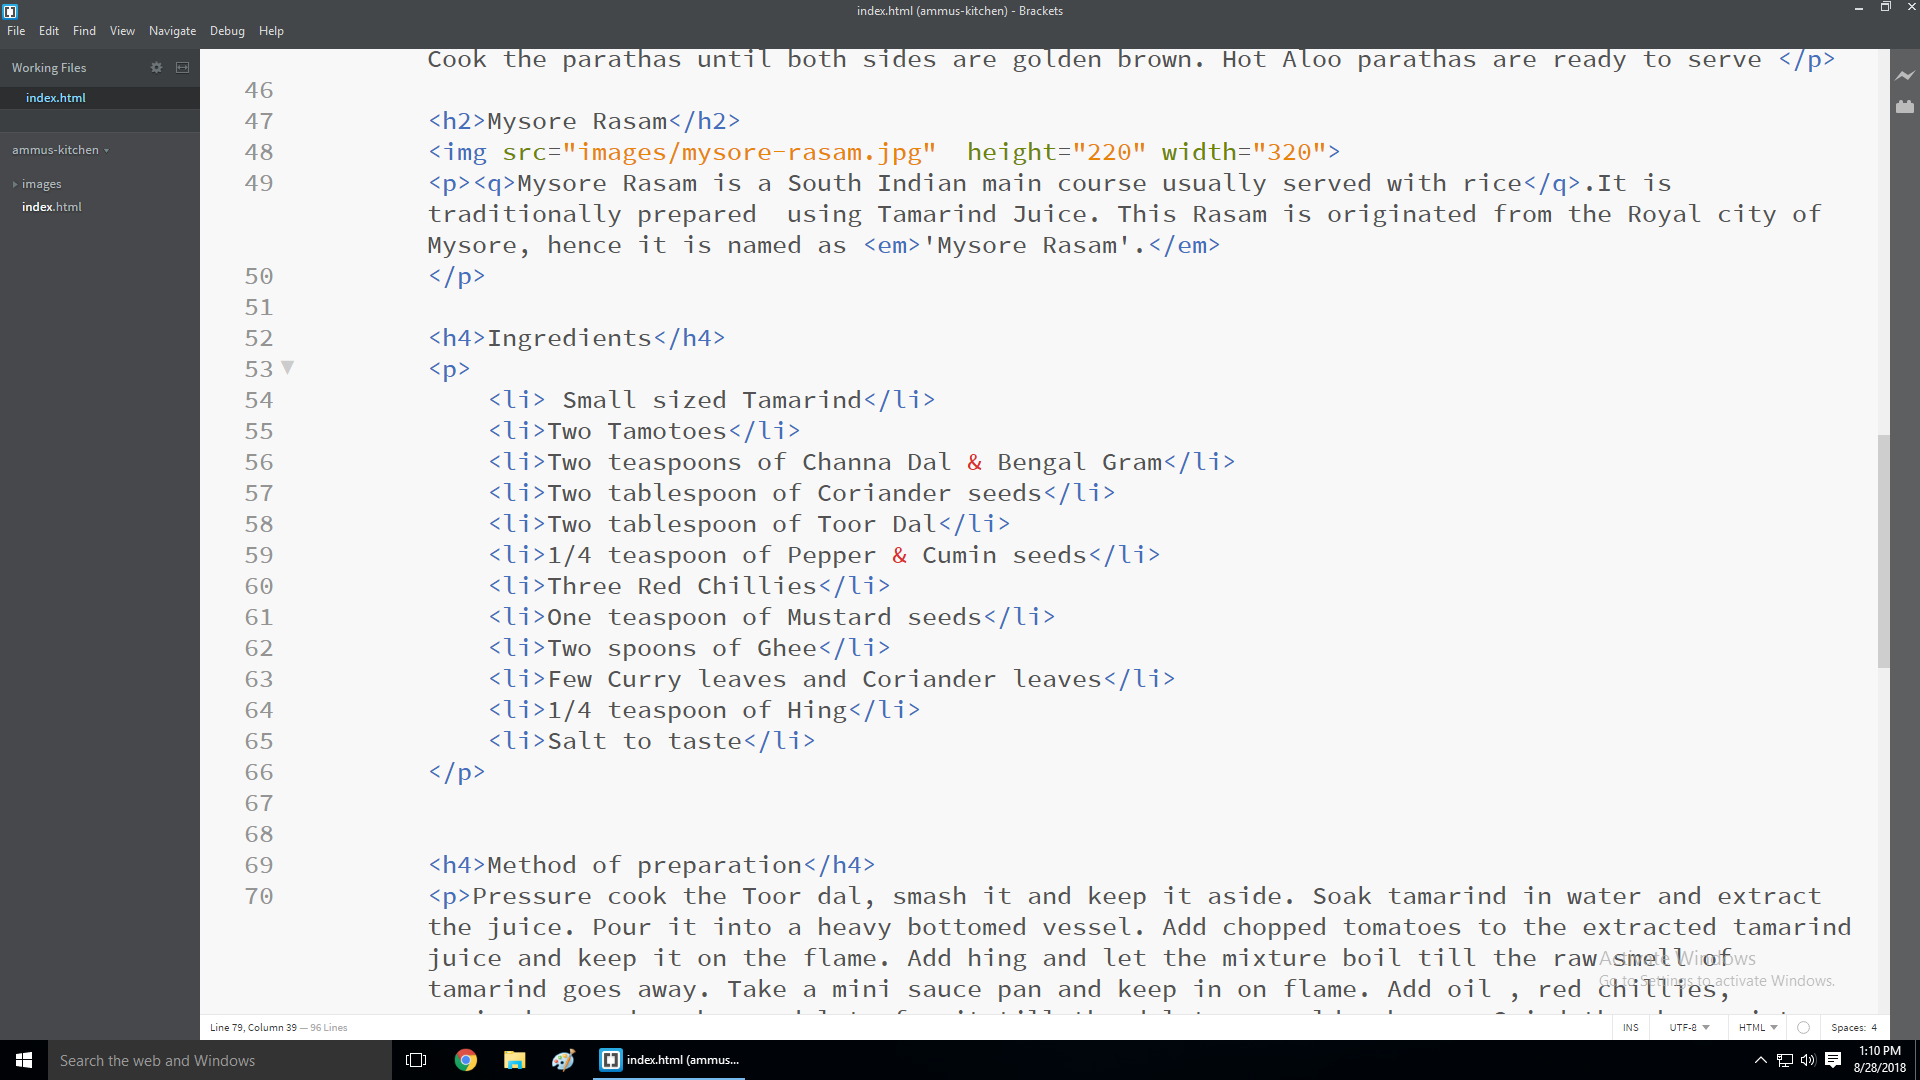 index.html (ammus-kitchen) - Brackets
File Edit Find View Navigate Debug Help
Working Files
index.html
ammus-kitchen
images
index.html
Cook the parathas until both sides are golden brown. Hot Aloo parathas are ready to serve </p>
46
47 <h2>Mysore Rasam</h2>
48 <img src="images/mysore-rasam.jpg"  height="220" width="320">
49 <p><q>Mysore Rasam is a South Indian main course usually served with rice</q>.It is
traditionally prepared  using Tamarind Juice. This Rasam is originated from the Royal city of
Mysore, hence it is named as <em>'Mysore Rasam'.</em>
50 </p>
51
52 <h4>Ingredients</h4>
53 <p>
54 <li> Small sized Tamarind</li>
55 <li>Two Tamotoes</li>
56 <li>Two teaspoons of Channa Dal & Bengal Gram</li>
57 <li>Two tablespoon of Coriander seeds</li>
58 <li>Two tablespoon of Toor Dal</li>
59 <li>1/4 teaspoon of Pepper & Cumin seeds</li>
60 <li>Three Red Chillies</li>
61 <li>One teaspoon of Mustard seeds</li>
62 <li>Two spoons of Ghee</li>
63 <li>Few Curry leaves and Coriander leaves</li>
64 <li>1/4 teaspoon of Hing</li>
65 <li>Salt to taste</li>
66 </p>
67
68
69 <h4>Method of preparation</h4>
70 <p>Pressure cook the Toor dal, smash it and keep it aside. Soak tamarind in water and extract
the juice. Pour it into a heavy bottomed vessel. Add chopped tomatoes to the extracted tamarind
juice and keep it on the flame. Add hing and let the mixture boil till the raw smell of
tamarind goes away. Take a mini sauce pan and keep in on flame. Add oil , red chillies,
Activate Windows
Go to Settings to activate Windows.
Line 79, Column 39 — 96 Lines
INS UTF-8 HTML Spaces: 4
Search the web and Windows
index.html (ammus...
1:10 PM
8/28/2018